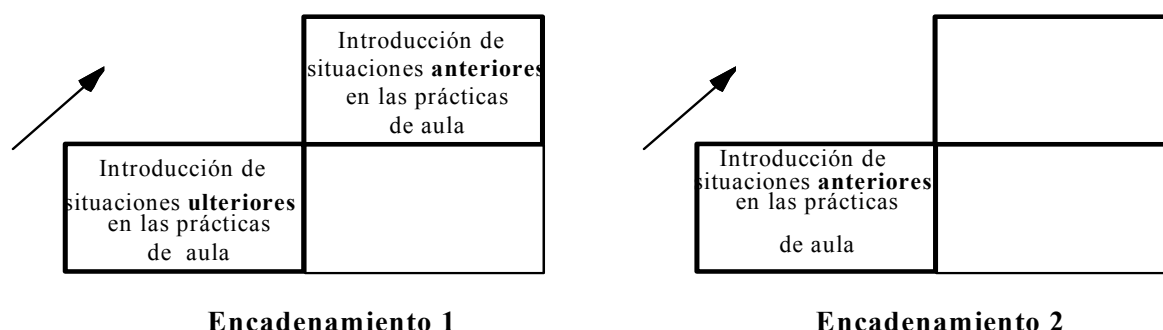 Introducción de
situaciones anteriores
en las prácticas
de aula
Introducción de
situaciones ulteriores
en las prácticas
de aula
Encadenamiento 1
Introducción de
situaciones anteriores
en las prácticas
de aula
Encadenamiento 2